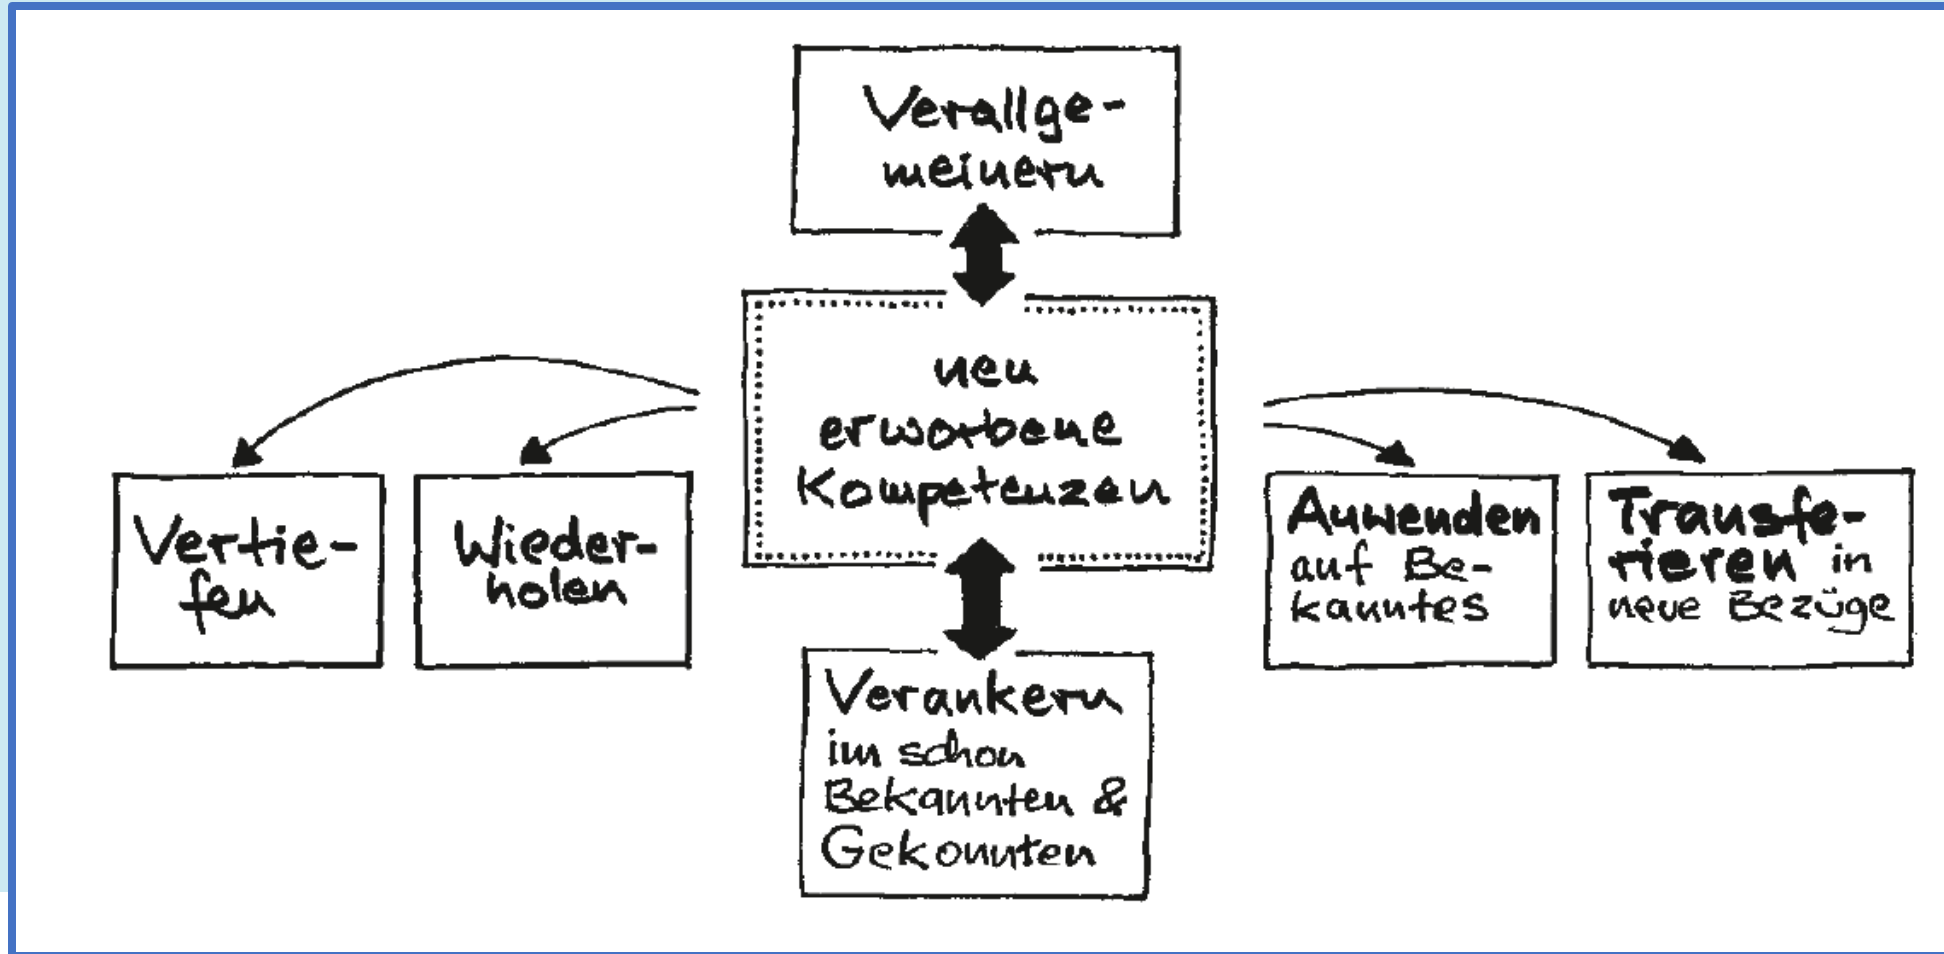 Verallge-
meinern
neu
erworbene
Kompetenzen
Vertie-
fen
Wieder-
holen
Anwenden
auf Be-
kanntes
Transfe-
rieren in
neue Bezüge
Verankern
im schon
Bekannten &
Gekonnten